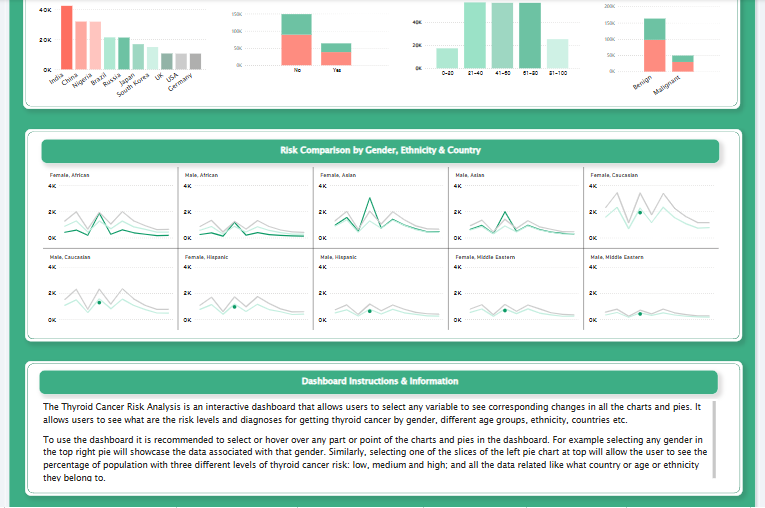 40K
20K
0K
India
China
Nigeria
Brazil
Russia
Japan
South Korea
UK
USA
Germany
150K
100K
50K
0K
No
Yes
40K
20K
0K
0-20
21-40
41-60
61-80
81-100
200K
150K
100K
50K
0K
Benign
Malignant
Risk Comparison by Gender, Ethnicity & Country
Female, African
Male, African
Female, Asian
Male, Asian
Female, Caucasian
4K
4K
4K
4K
4K
2K
2K
2K
2K
2K
0K
0K
0K
0K
0K
Male, Caucasian
Female, Hispanic
Male, Hispanic
Female, Middle Eastern
Male, Middle Eastern
4K
4K
4K
4K
4K
2K
2K
2K
2K
2K
0K
0K
0K
0K
0K
Dashboard Instructions & Information
The Thyroid Cancer Risk Analysis is an interactive dashboard that allows users to select any variable to see corresponding changes in all the charts and pies. It
allows users to see what are the risk levels and diagnoses for getting thyroid cancer by gender, different age groups, ethnicity, countries etc.
To use the dashboard it is recommended to select or hover over any part or point of the charts and pies in the dashboard. For example selecting any gender in
the top right pie will showcase the data associated with that gender. Similarly, selecting one of the slices of the left pie chart at top will allow the user to see the
percentage of population with three different levels of thyroid cancer risk: low, medium and high; and all the data related like what country or age or ethnicity
they belong to.